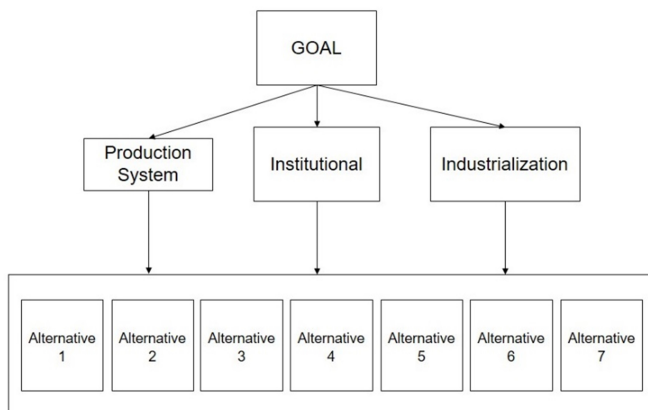 GOAL
Production
System
Institutional
Industrialization
Alternative
1
Alternative
2
Alternative
3
Alternative
4
Alternative
5
Alternative
6
Alternative
7